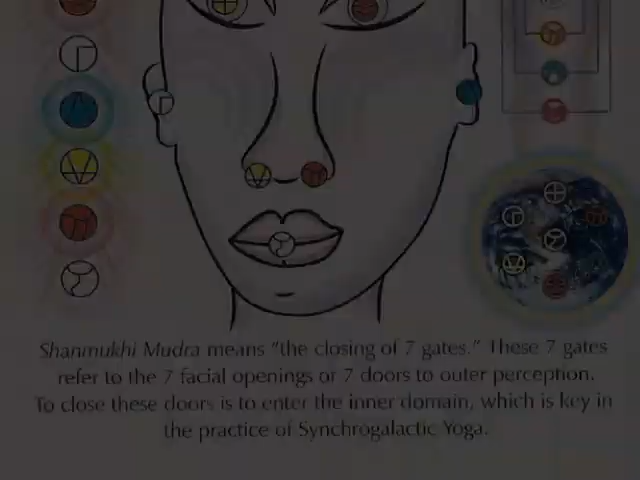 Shanmukhi Mudra means “the closing of 7 gates.” These 7 gates
refer to the 7 facial openings or 7 doors to outer perception.
To close these doors is to enter the inner domain, which is key in
the practice of Synchrogalactic Yoga.